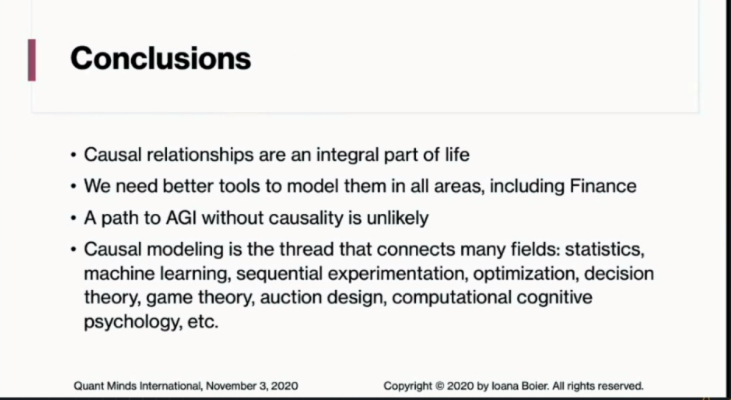 Conclusions
• Causal relationships are an integral part of life
• We need better tools to model them in all areas, including Finance
• A path to AGI without causality is unlikely
• Causal modeling is the thread that connects many fields: statistics,
machine learning, sequential experimentation, optimization, decision
theory, game theory, auction design, computational cognitive
psychology, etc.
Quant Minds International, November 3, 2020 Copyright © 2020 by Ioana Boier. All rights reserved.